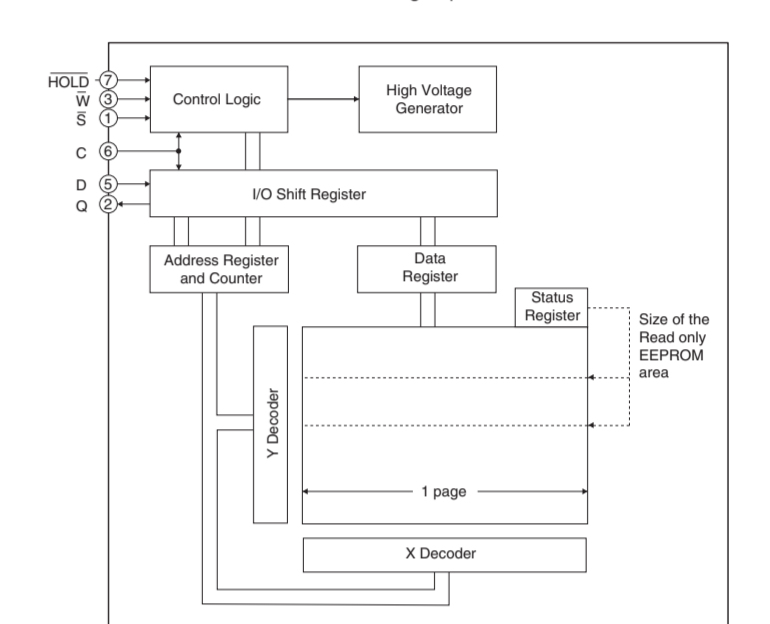 HOLD 7
W 3
S 1
C 6
D 5
Q 2
Control Logic
High Voltage
Generator
I/O Shift Register
Address Register
and Counter
Data
Register
Status
Register
Size of the
Read only
EEPROM
area
Y Decoder
1 page
X Decoder